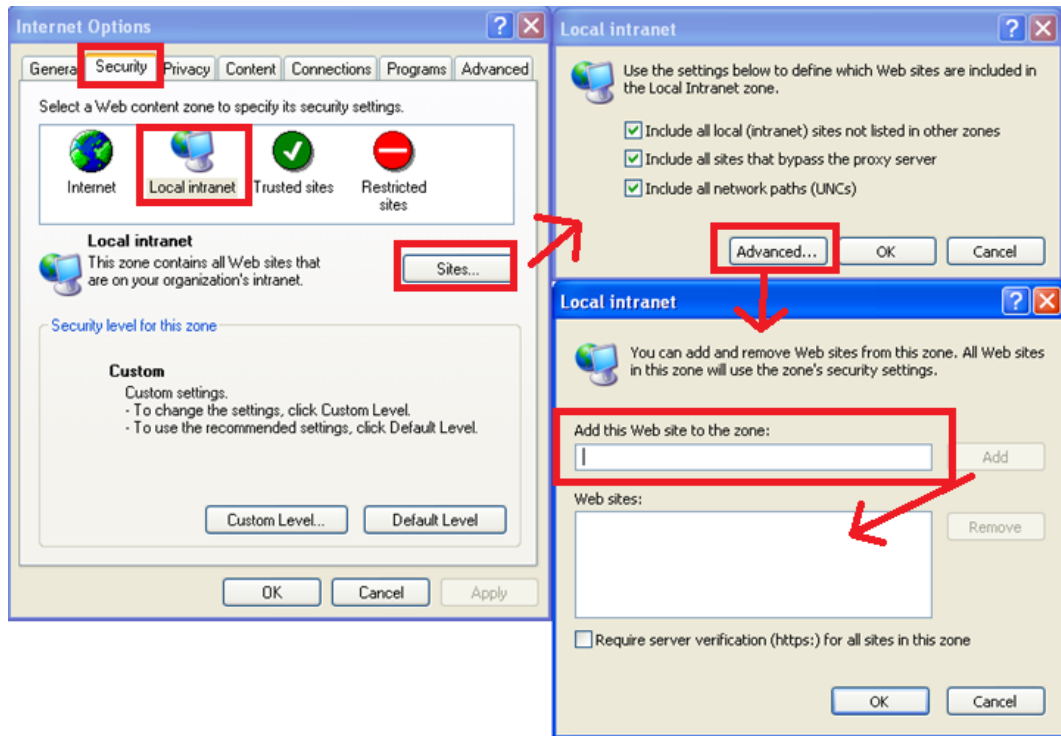 Internet Options
General Security Privacy Content Connections Programs Advanced
Select a Web content zone to specify its security settings.
Internet Local intranet Trusted sites Restricted
sites
Local intranet
This zone contains all Web sites that
are on your organization's intranet.
Sites...
Security level for this zone
Custom
Custom settings.
- To change the settings, click Custom Level.
- To use the recommended settings, click Default Level.
Custom Level... Default Level
OK Cancel Apply
Local intranet
Use the settings below to define which Web sites are included in
the Local Intranet zone.
Include all local (intranet) sites not listed in other zones
Include all sites that bypass the proxy server
Include all network paths (UNCs)
Advanced... OK Cancel
Local intranet
You can add and remove Web sites from this zone. All Web sites
in this zone will use the zone's security settings.
Add this Web site to the zone:
Add
Web sites:
Remove
Require server verification (https:) for all sites in this zone
OK Cancel